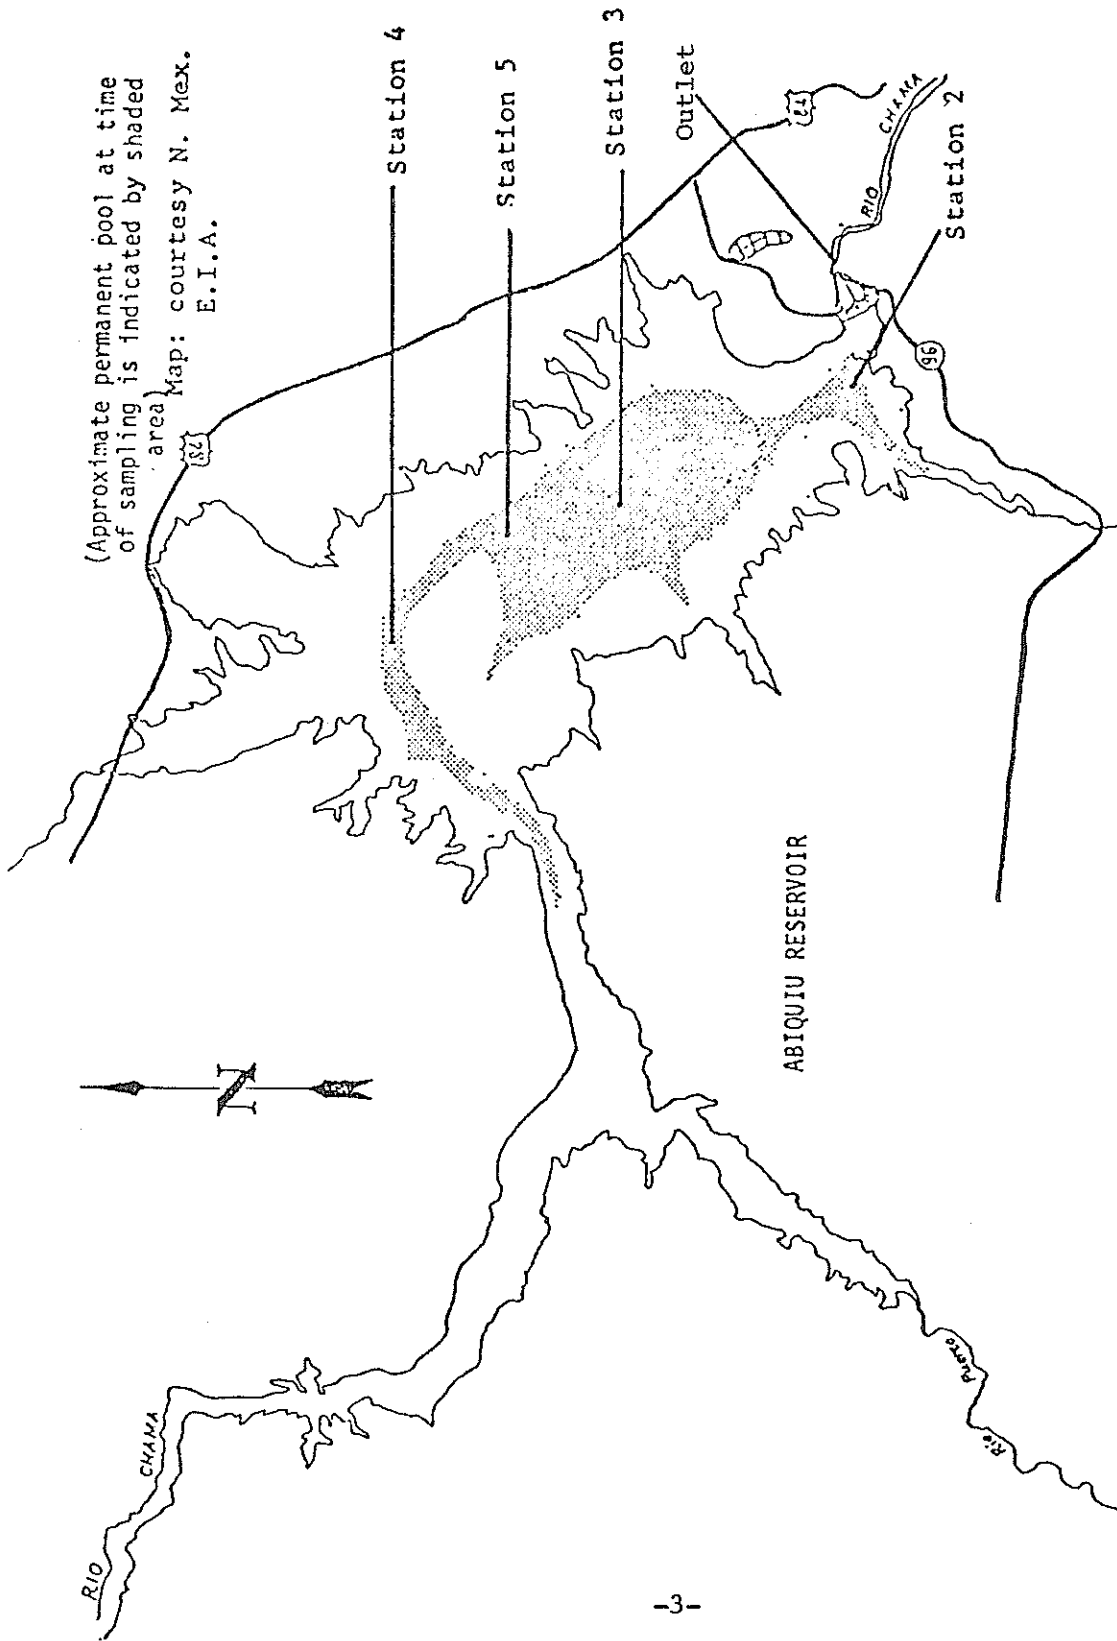 (Approximate permanent pool at time
of sampling is indicated by shaded
area)
Map: courtesy N. Mex.
E.I.A.
84
Station 4
Station 5
Station 3
Outlet
84
RIO CHAMA
Station 2
96
N
ABIQUIU RESERVOIR
RIO CHAMA
Rio Puerco
-3-